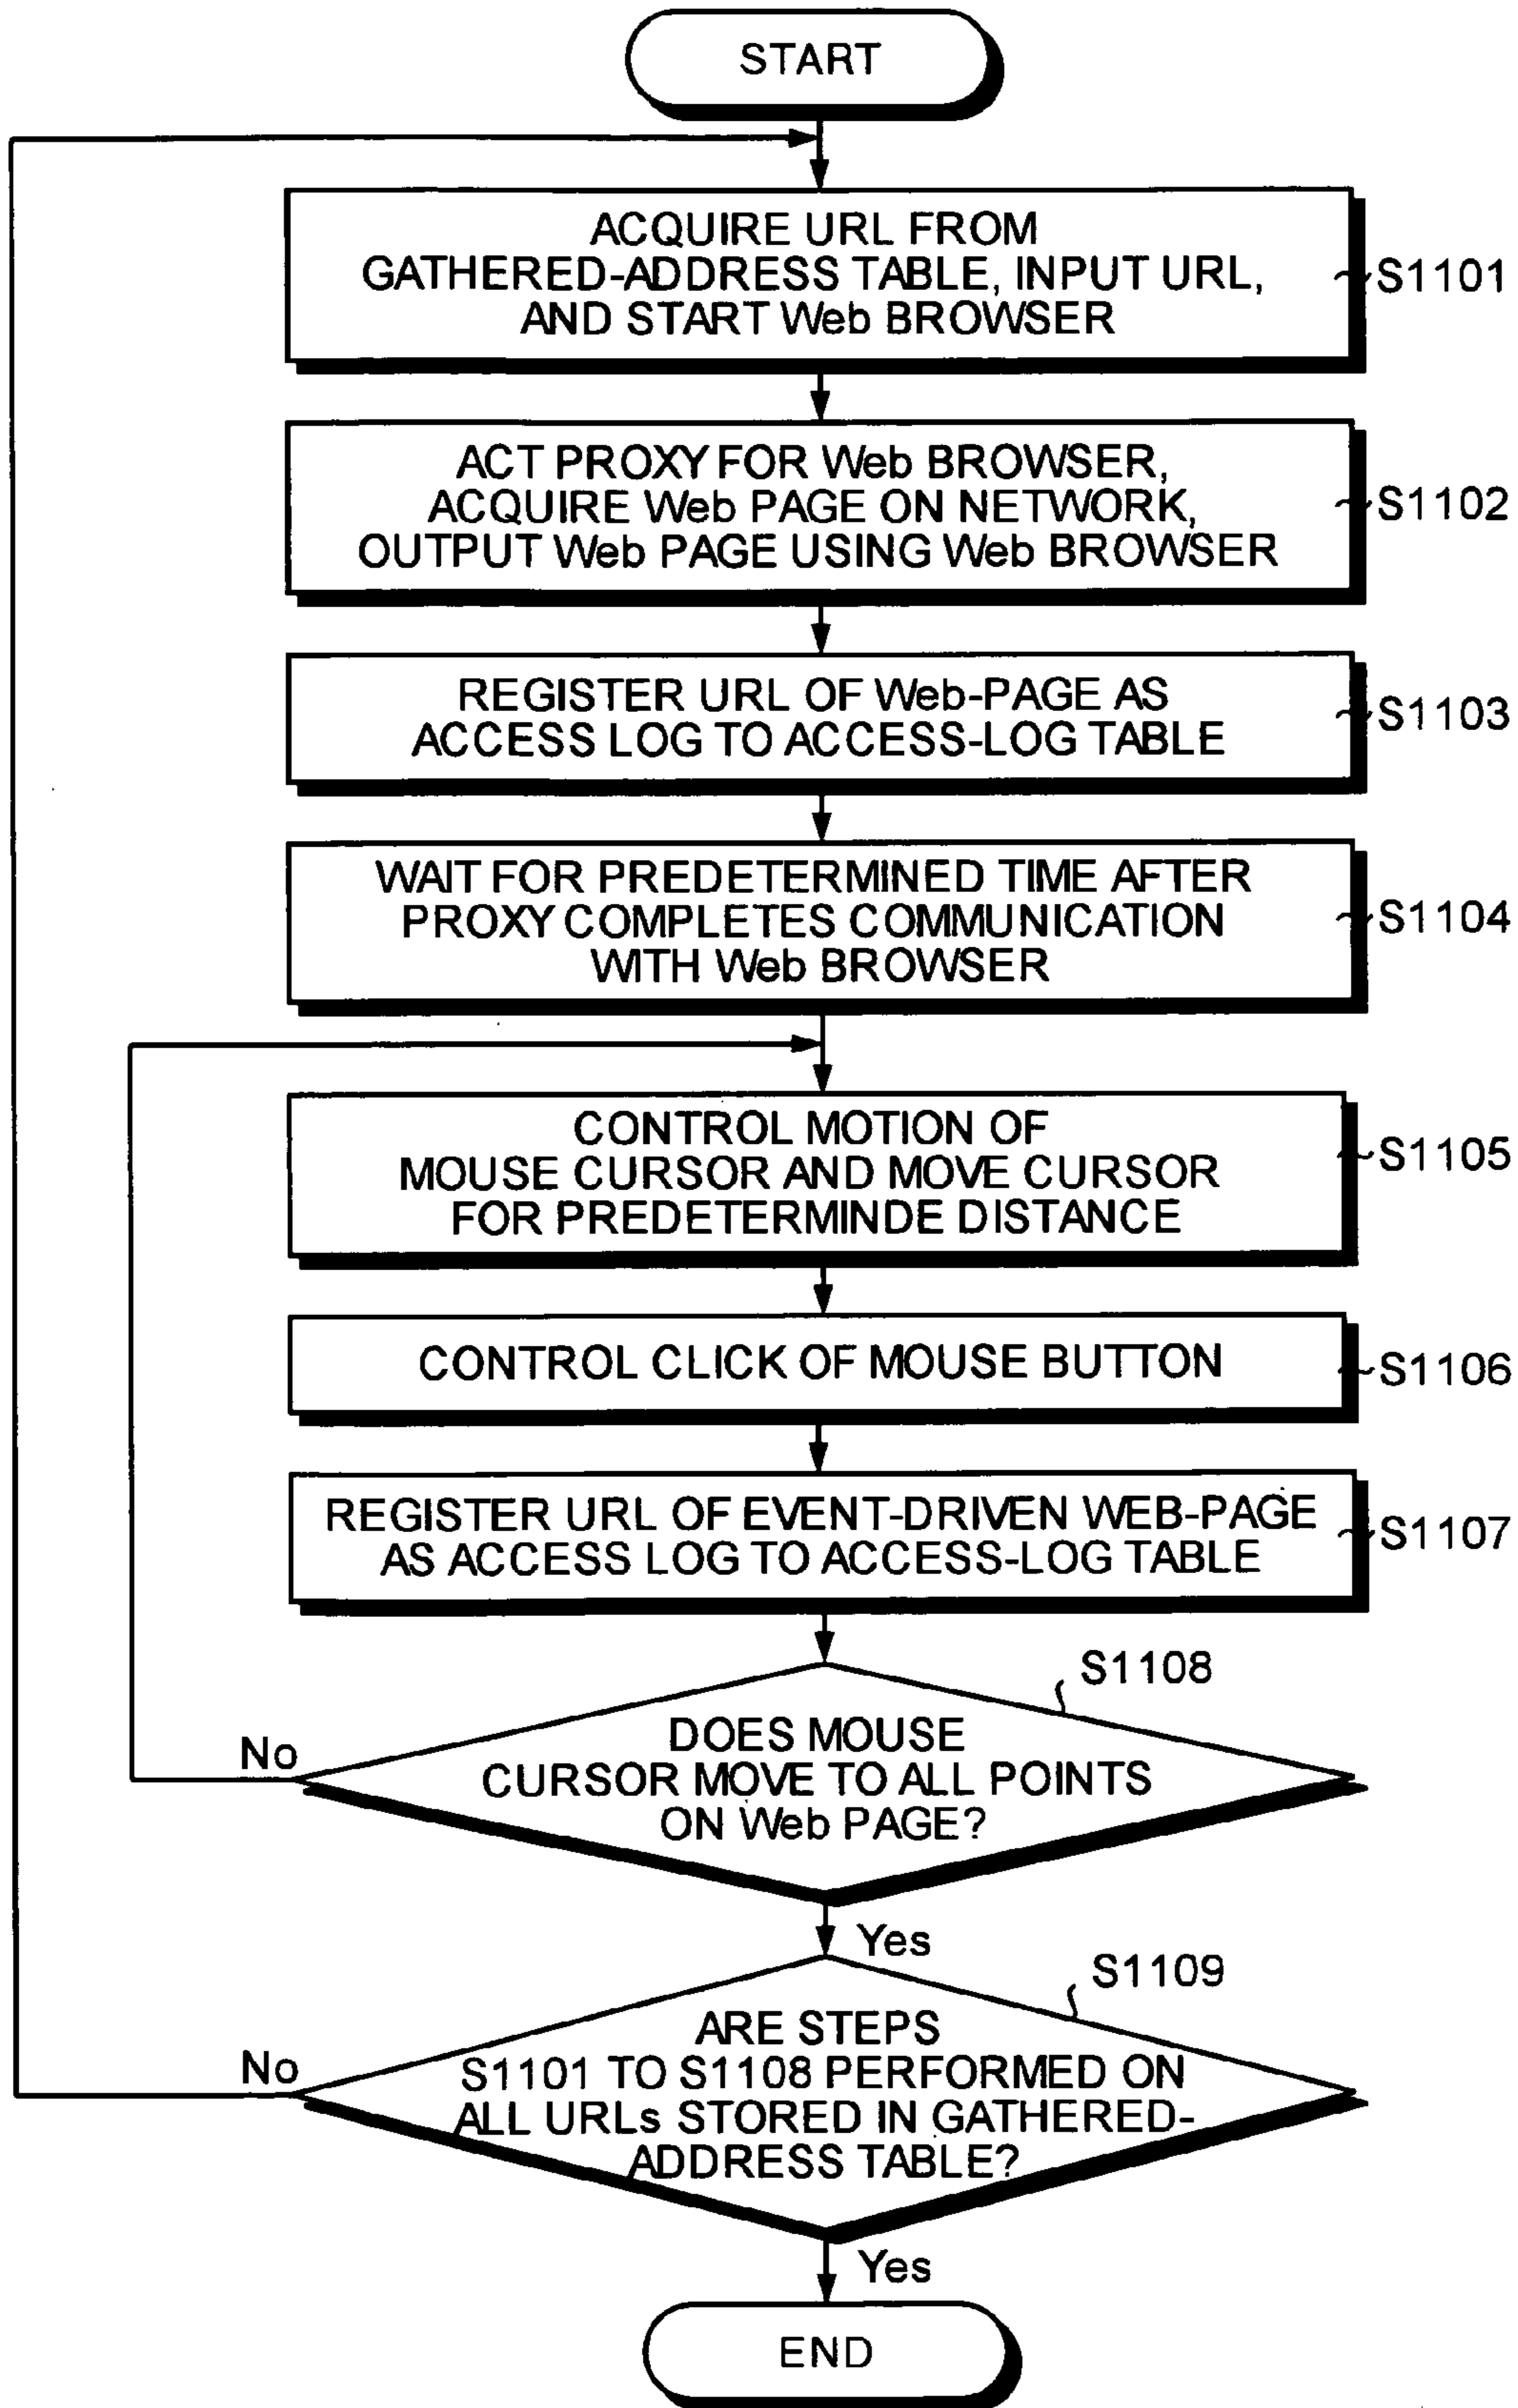 START
ACQUIRE URL FROM
GATHERED-ADDRESS TABLE, INPUT URL,
AND START Web BROWSER
S1101
ACT PROXY FOR Web BROWSER,
ACQUIRE Web PAGE ON NETWORK,
OUTPUT Web PAGE USING Web BROWSER
S1102
REGISTER URL OF Web-PAGE AS
ACCESS LOG TO ACCESS-LOG TABLE
S1103
WAIT FOR PREDETERMINED TIME AFTER
PROXY COMPLETES COMMUNICATION
WITH Web BROWSER
S1104
CONTROL MOTION OF
MOUSE CURSOR AND MOVE CURSOR
FOR PREDETERMINDE DISTANCE
S1105
CONTROL CLICK OF MOUSE BUTTON
S1106
REGISTER URL OF EVENT-DRIVEN WEB-PAGE
AS ACCESS LOG TO ACCESS-LOG TABLE
S1107
S1108
DOES MOUSE
CURSOR MOVE TO ALL POINTS
ON Web PAGE?
No
Yes
S1109
ARE STEPS
S1101 TO S1108 PERFORMED ON
ALL URLs STORED IN GATHERED-
ADDRESS TABLE?
No
Yes
END